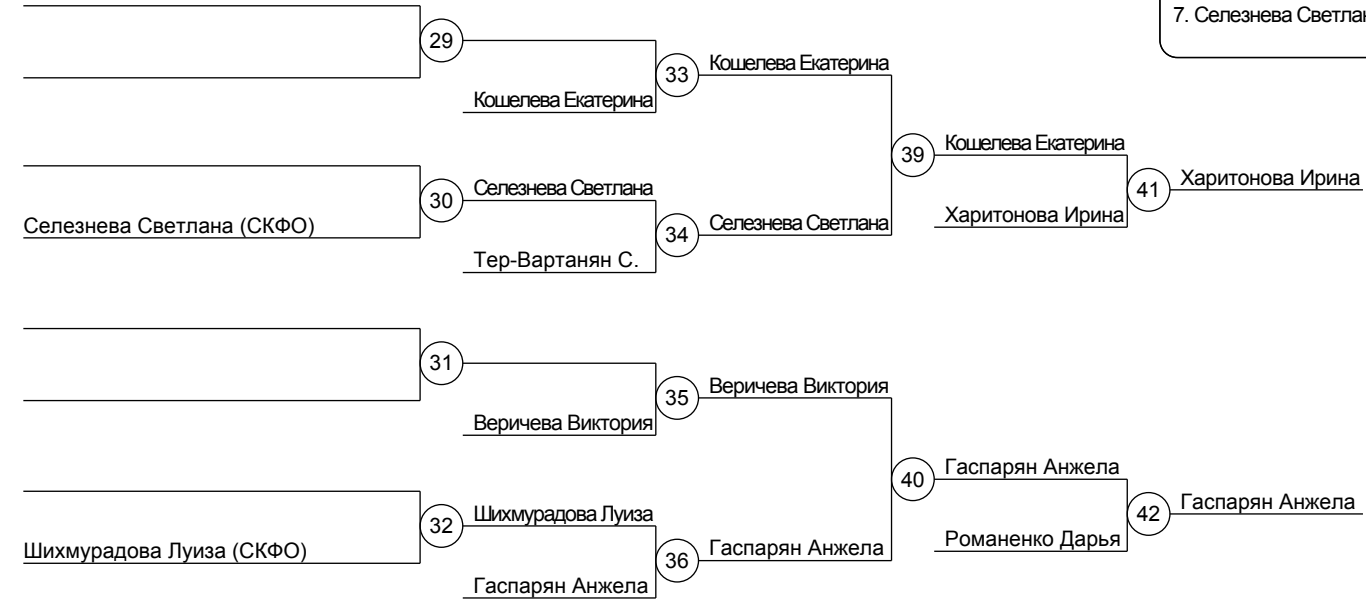 7. Селезнева Светлан
29
Кошелева Екатерина
33
Кошелева Екатерина
Кошелева Екатерина
39
41
Харитонова Ирина
Харитонова Ирина
30
Селезнева Светлана
Селезнева Светлана (СКФО)
34
Селезнева Светлана
Тер-Вартанян С.
31
35
Веричева Виктория
Веричева Виктория
40
Гаспарян Анжела
42
Гаспарян Анжела
Романенко Дарья
32
Шихмурадова Луиза
Шихмурадова Луиза (СКФО)
36
Гаспарян Анжела
Гаспарян Анжела